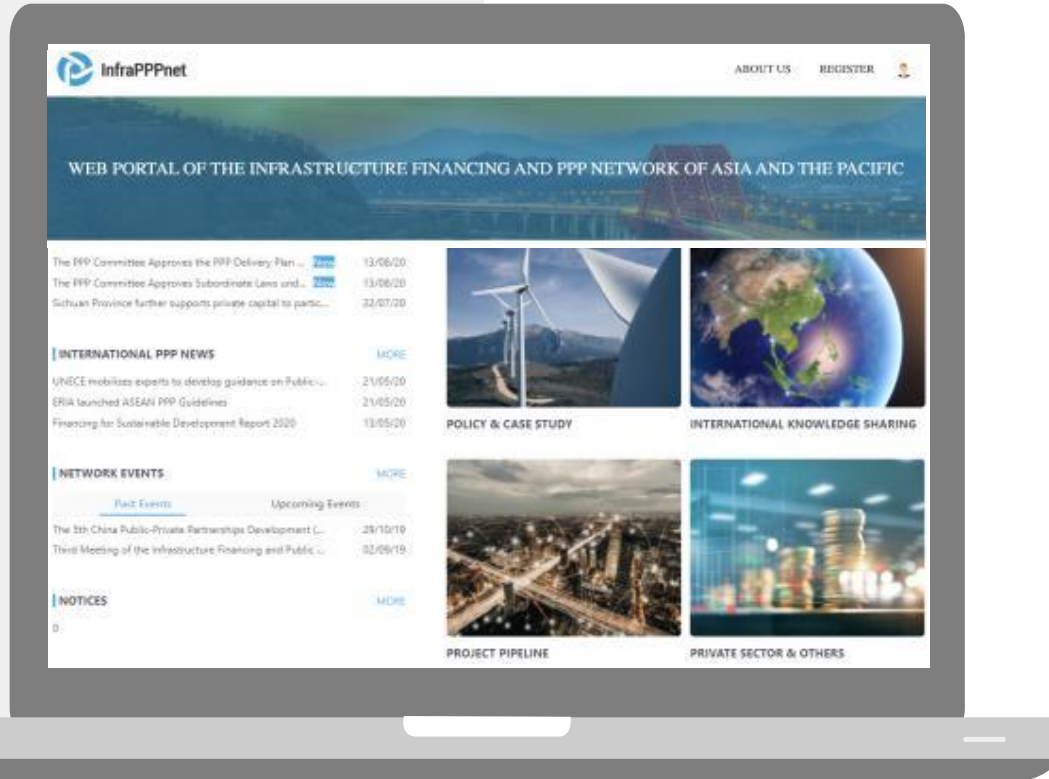 InfraPPPnet
ABOUT US REGISTER
WEB PORTAL OF THE INFRASTRUCTURE FINANCING AND PPP NETWORK OF ASIA AND THE PACIFIC
The PPP Committee Approves the PPP Delivery Plan ... New 13/08/20
The PPP Committee Approves Subordinate Laws und... New 13/08/20
Sichuan Province further supports private capital to partic... 22/07/20
INTERNATIONAL PPP NEWS MORE
UNECE mobilizes experts to develop guidance on Public-... 21/05/20
ERIA launched ASEAN PPP Guidelines 21/05/20
Financing for Sustainable Development Report 2020 13/05/20
NETWORK EVENTS MORE
Past Events Upcoming Events
The 5th China Public-Private Partnerships Development (... 29/10/19
Third Meeting of the Infrastructure Financing and Public ... 02/09/19
NOTICES MORE
0
POLICY & CASE STUDY
INTERNATIONAL KNOWLEDGE SHARING
PROJECT PIPELINE
PRIVATE SECTOR & OTHERS